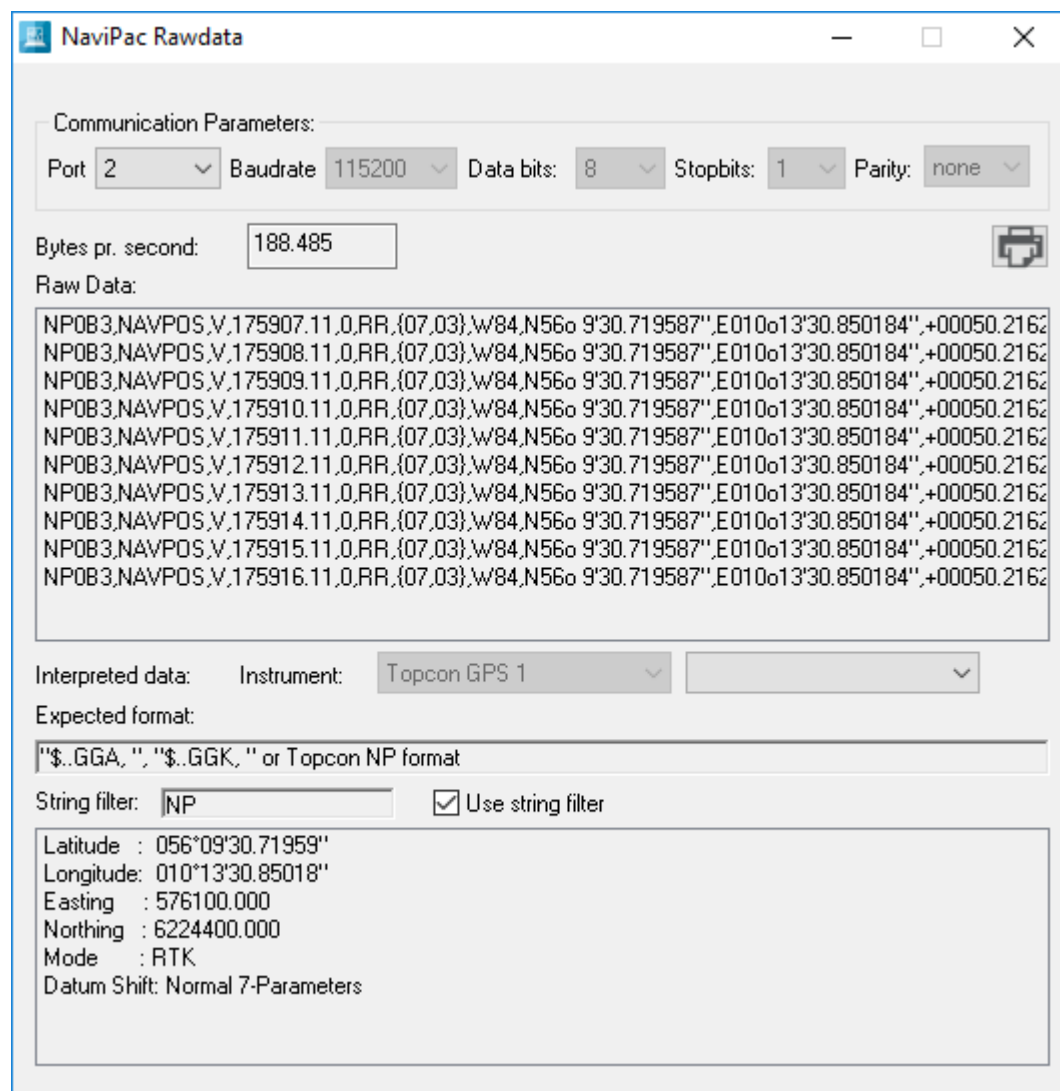 NaviPac Rawdata
Communication Parameters:
Port 2 Baudrate 115200 Data bits: 8 Stopbits: 1 Parity: none
Bytes pr. second: 188.485
Raw Data:
NP0B3,NAVPOS,V,175907.11,0,RR,{07,03},W84,N56o 9'30.719587'',E010o13'30.850184'',+00050.2162
NP0B3,NAVPOS,V,175908.11,0,RR,{07,03},W84,N56o 9'30.719587'',E010o13'30.850184'',+00050.2162
NP0B3,NAVPOS,V,175909.11,0,RR,{07,03},W84,N56o 9'30.719587'',E010o13'30.850184'',+00050.2162
NP0B3,NAVPOS,V,175910.11,0,RR,{07,03},W84,N56o 9'30.719587'',E010o13'30.850184'',+00050.2162
NP0B3,NAVPOS,V,175911.11,0,RR,{07,03},W84,N56o 9'30.719587'',E010o13'30.850184'',+00050.2162
NP0B3,NAVPOS,V,175912.11,0,RR,{07,03},W84,N56o 9'30.719587'',E010o13'30.850184'',+00050.2162
NP0B3,NAVPOS,V,175913.11,0,RR,{07,03},W84,N56o 9'30.719587'',E010o13'30.850184'',+00050.2162
NP0B3,NAVPOS,V,175914.11,0,RR,{07,03},W84,N56o 9'30.719587'',E010o13'30.850184'',+00050.2162
NP0B3,NAVPOS,V,175915.11,0,RR,{07,03},W84,N56o 9'30.719587'',E010o13'30.850184'',+00050.2162
NP0B3,NAVPOS,V,175916.11,0,RR,{07,03},W84,N56o 9'30.719587'',E010o13'30.850184'',+00050.2162
Interpreted data: Instrument: Topcon GPS 1
Expected format:
"$..GGA, ", "$..GGK, " or Topcon NP format
String filter: NP Use string filter
Latitude : 056°09'30.71959''
Longitude: 010°13'30.85018''
Easting : 576100.000
Northing : 6224400.000
Mode : RTK
Datum Shift: Normal 7-Parameters